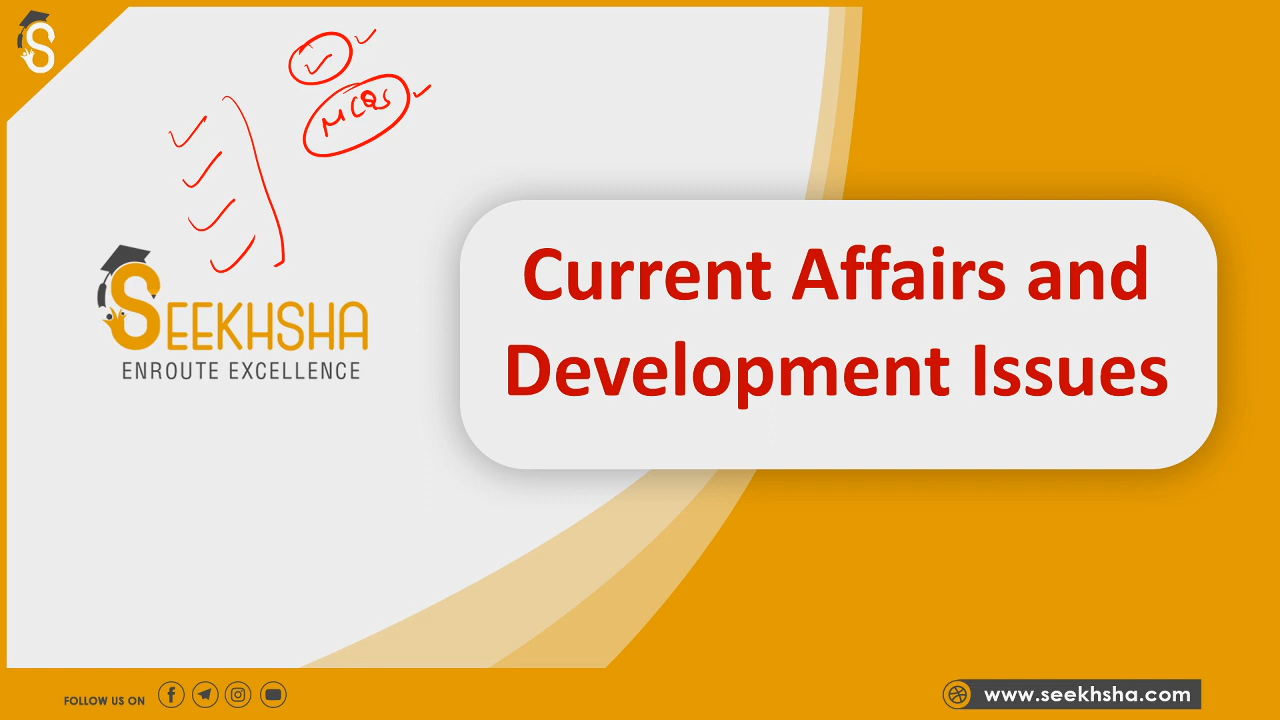 MCQs
SEEKHSHA
ENROUTE EXCELLENCE
Current Affairs and
Development Issues
FOLLOW US ON
www.seekhsha.com